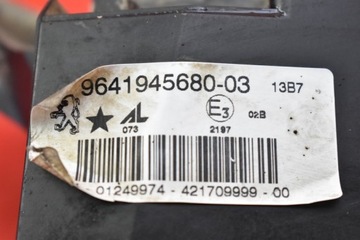 9641945680-03 13B7
AL E3 02B
073 2197
01249974 - 421709999 - 00